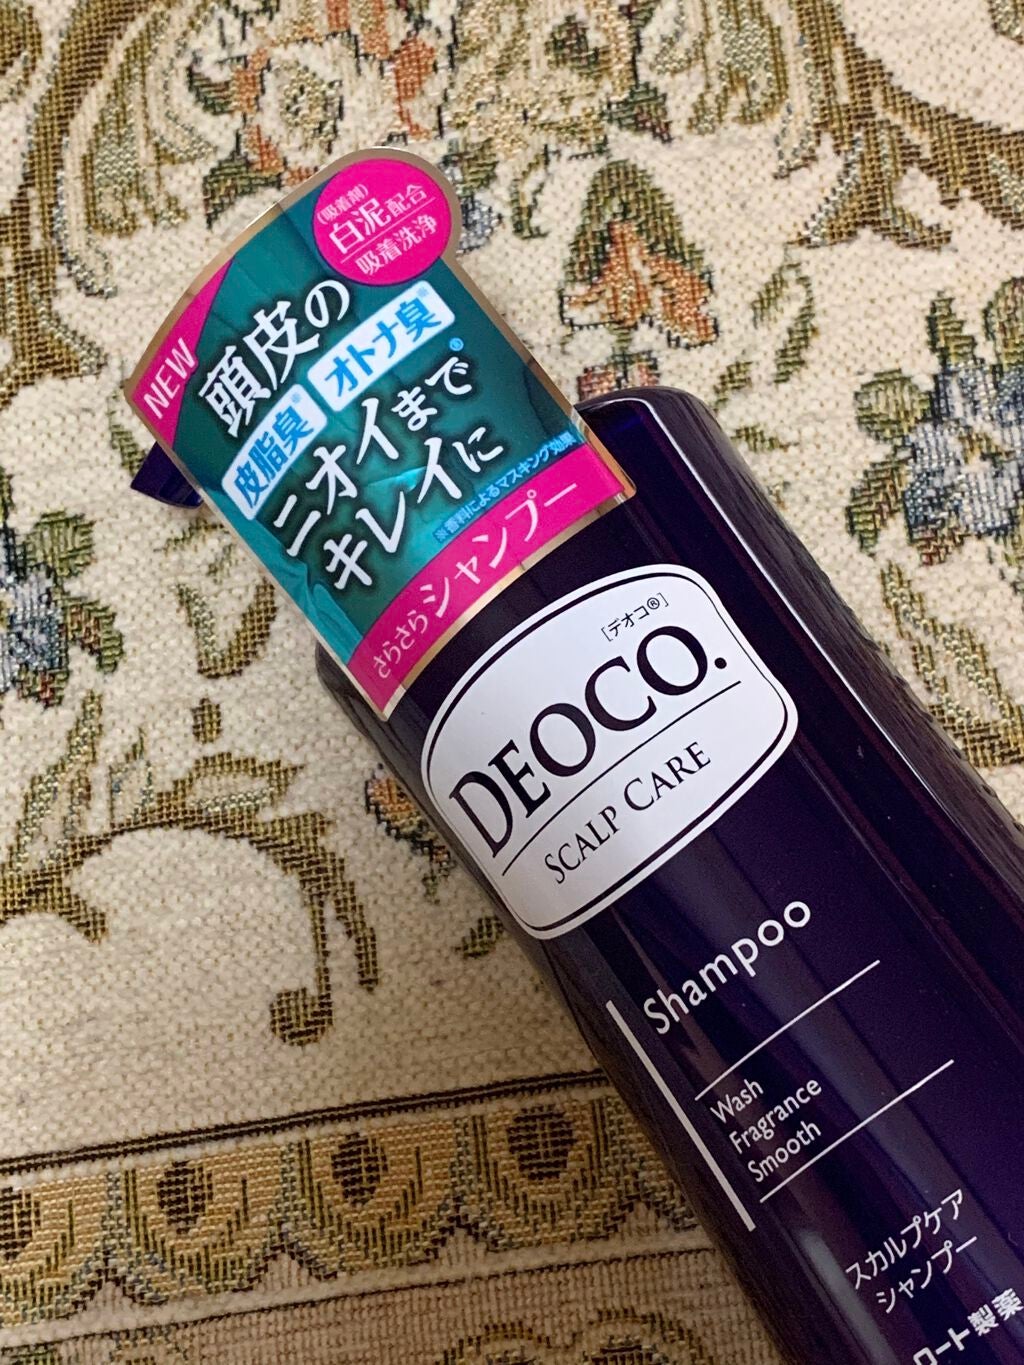 (吸着剤)
白泥配合
吸着洗浄
NEW
頭皮の
皮脂臭※ オトナ臭※
ニオイまで※
キレイに
※香料によるマスキング効果
さらさらシャンプー
[デオコ®]
DEOCO.
SCALP CARE
Shampoo
Wash
Fragrance
Smooth
スカルプケア
シャンプー
ロート製薬